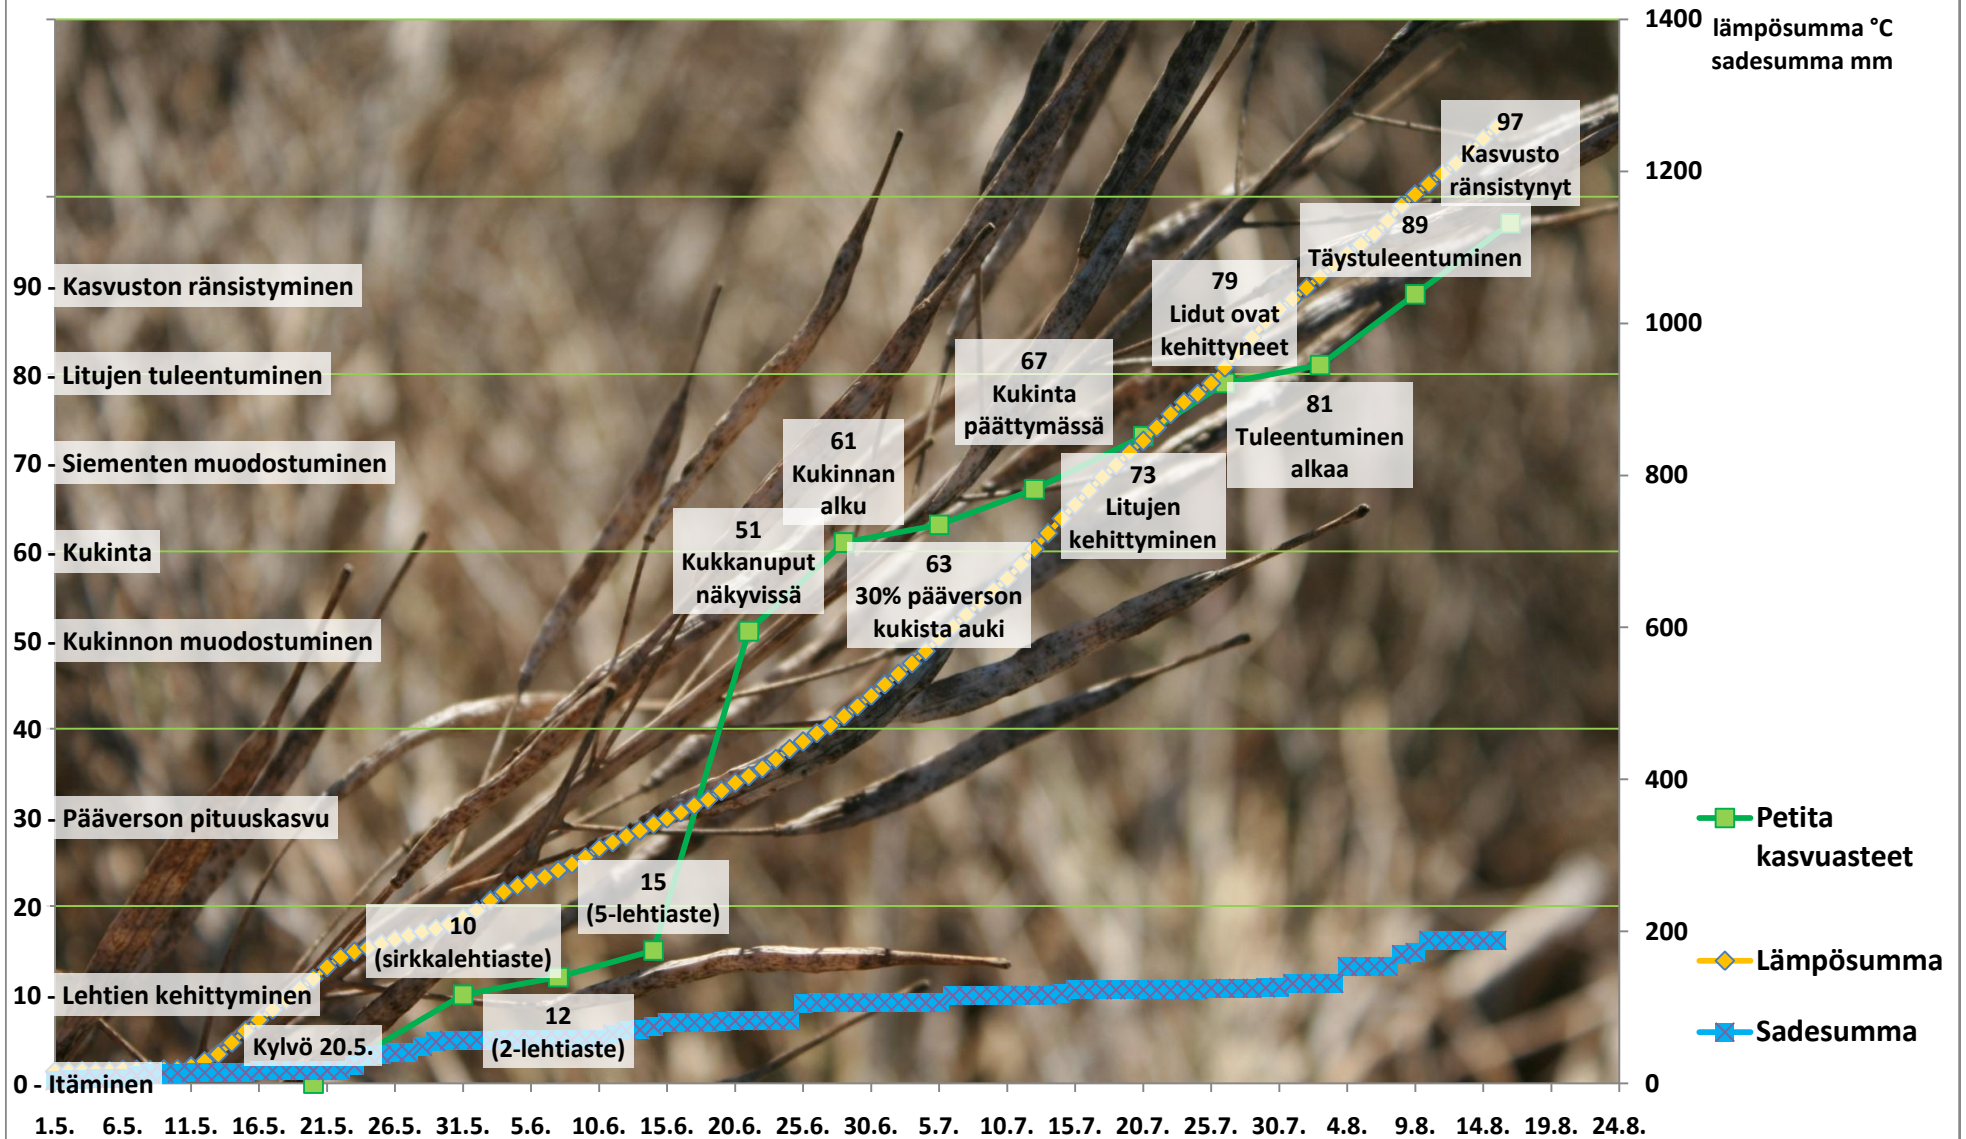 1400
lämpösumma °C
sadesumma mm
1200
1000
800
600
400
200
0
90 - Kasvuston ränsistyminen
80 - Litujen tuleentuminen
70 - Siementen muodostuminen
60 - Kukinta
50 - Kukinnon muodostuminen
40
30 - Pääverson pituuskasvu
20
10 - Lehtien kehittyminen
0 - Itäminen
Kylvö 20.5.
10
(sirkkalehtiaste)
12
(2-lehtiaste)
15
(5-lehtiaste)
51
Kukkanuput
näkyvissä
61
Kukinnan
alku
63
30% pääverson
kukista auki
67
Kukinta
päättymässä
73
Litujen
kehittyminen
79
Lidut ovat
kehittyneet
81
Tuleentuminen
alkaa
89
Täystuleentuminen
97
Kasvusto
ränsistynyt
Petita
kasvuasteet
Lämpösumma
Sadesumma
1.5. 6.5. 11.5. 16.5. 21.5. 26.5. 31.5. 5.6. 10.6. 15.6. 20.6. 25.6. 30.6. 5.7. 10.7. 15.7. 20.7. 25.7. 30.7. 4.8. 9.8. 14.8. 19.8. 24.8.